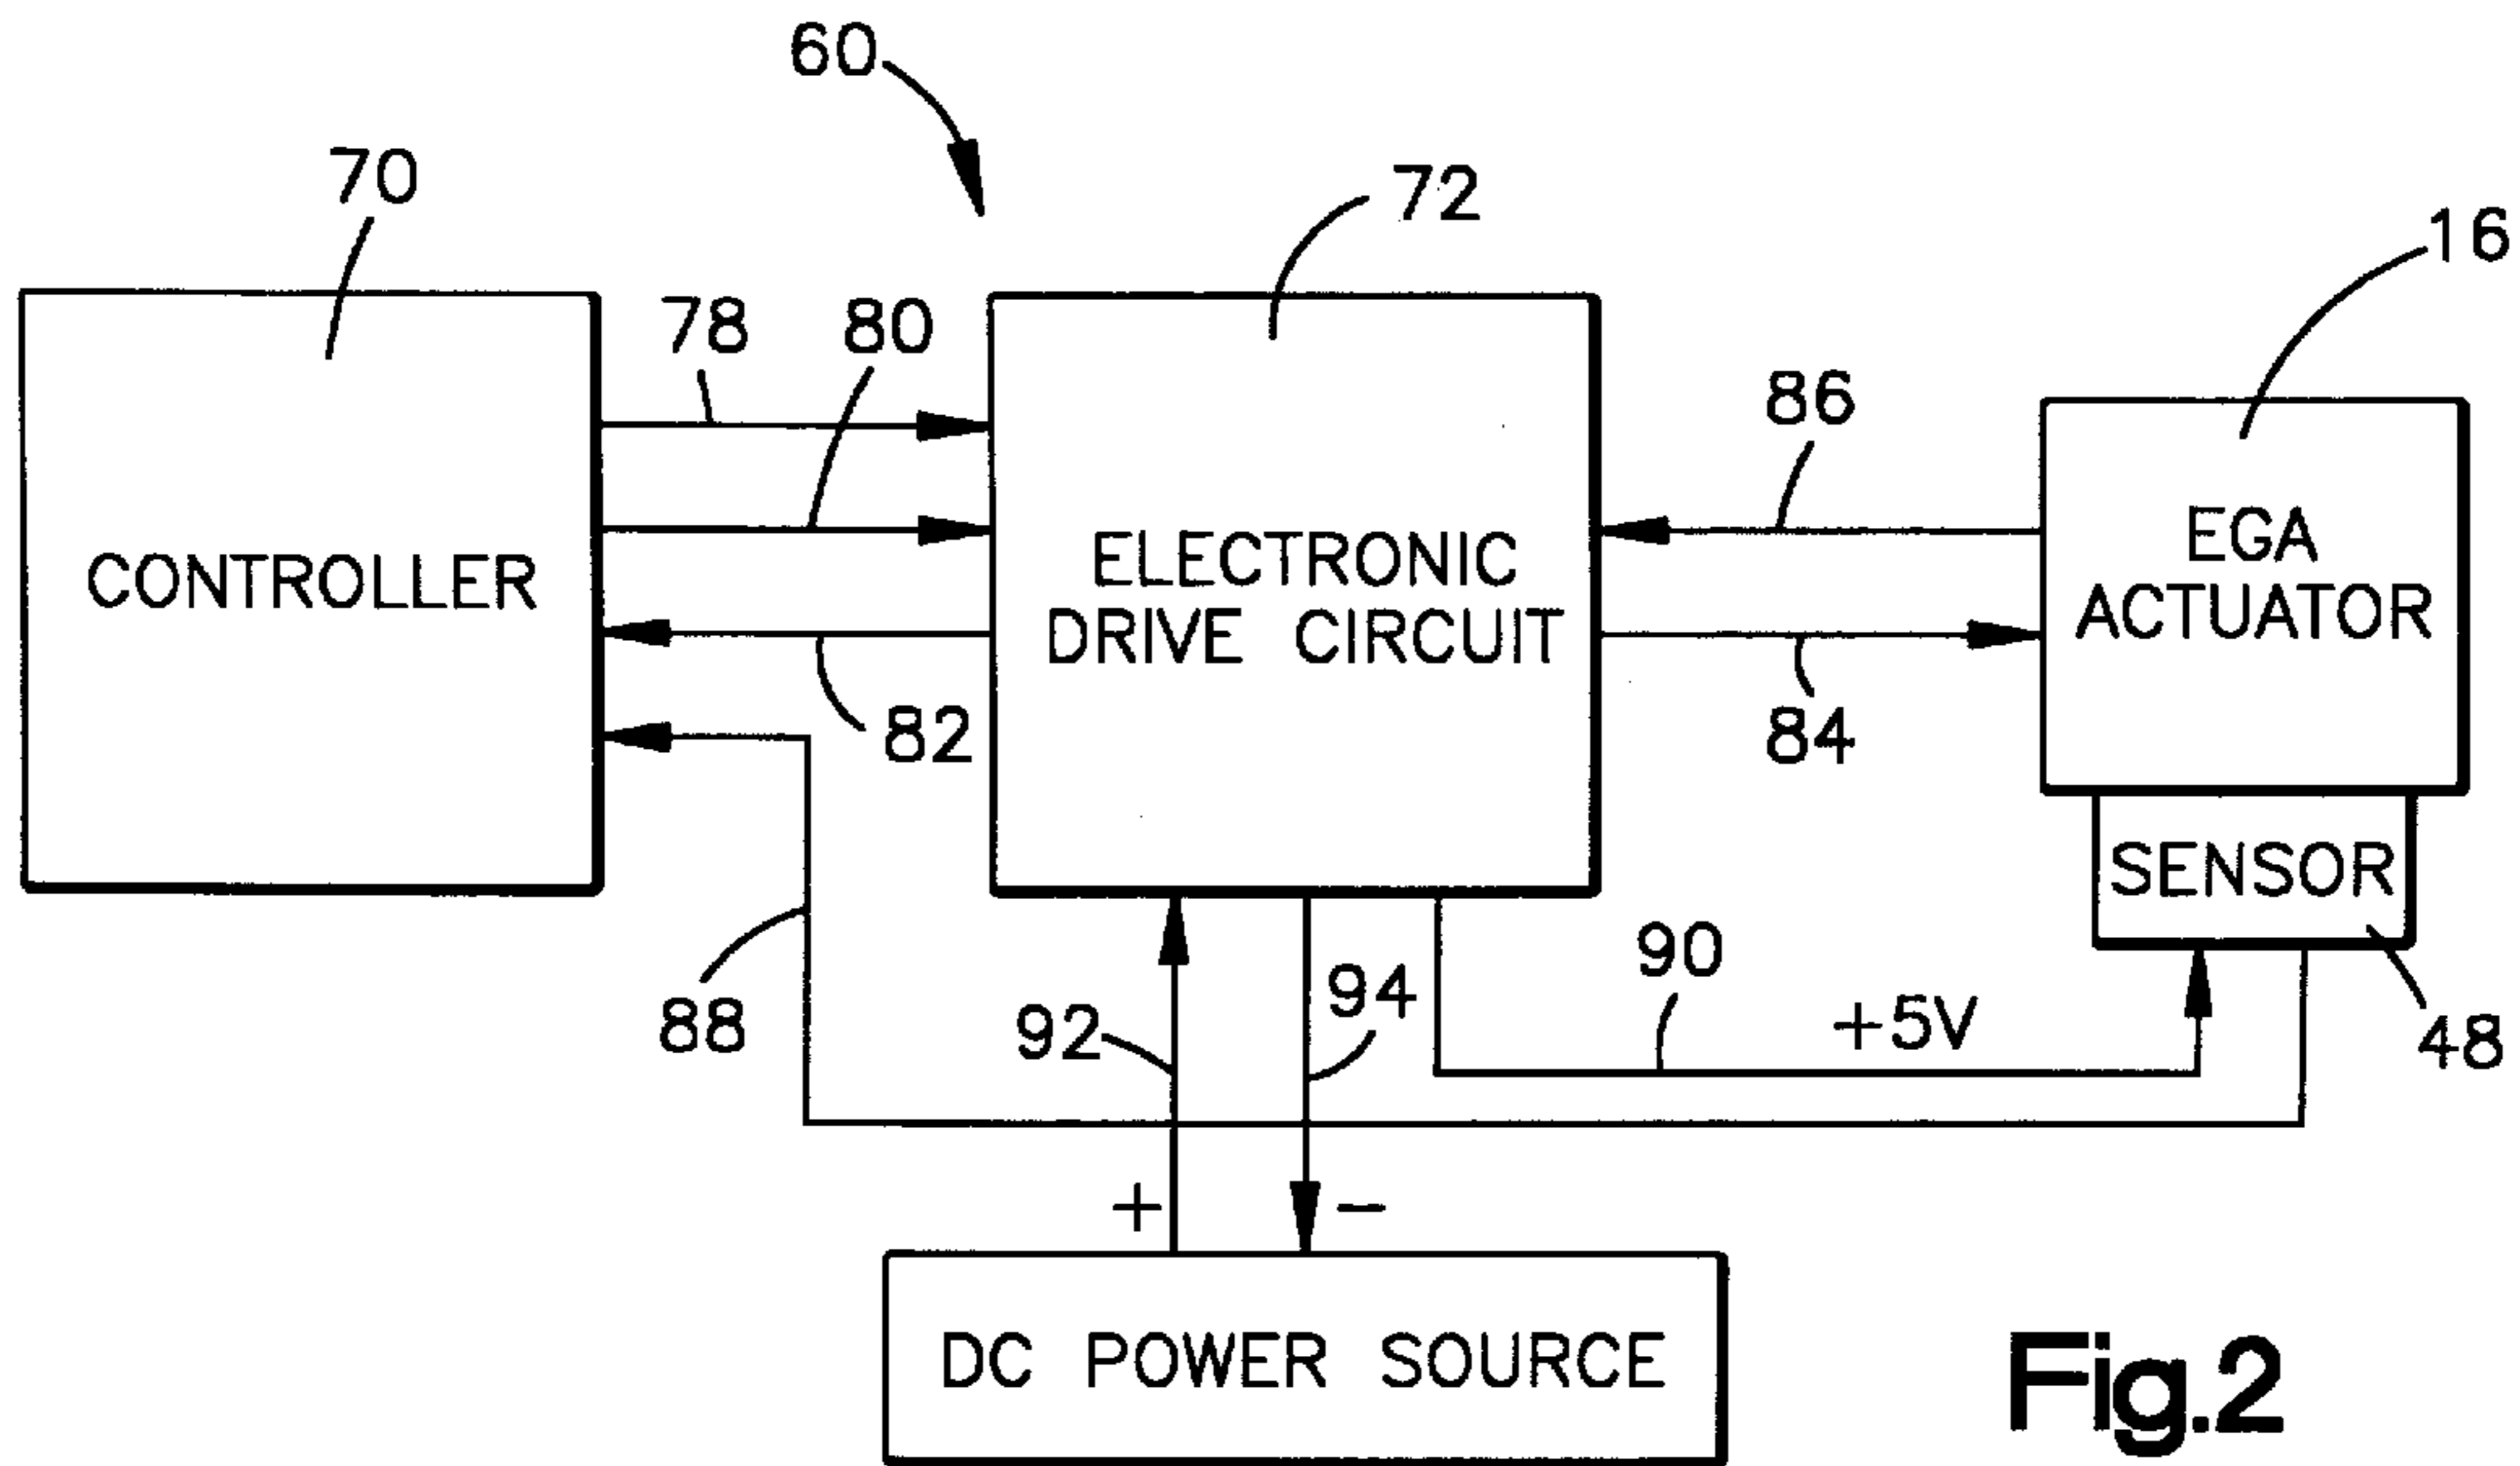 60
70
72
16
78
80
86
CONTROLLER
ELECTRONIC
DRIVE CIRCUIT
EGA
ACTUATOR
82
84
SENSOR
88
92
94
90
+5V
48
+
-
DC POWER SOURCE
Fig.2